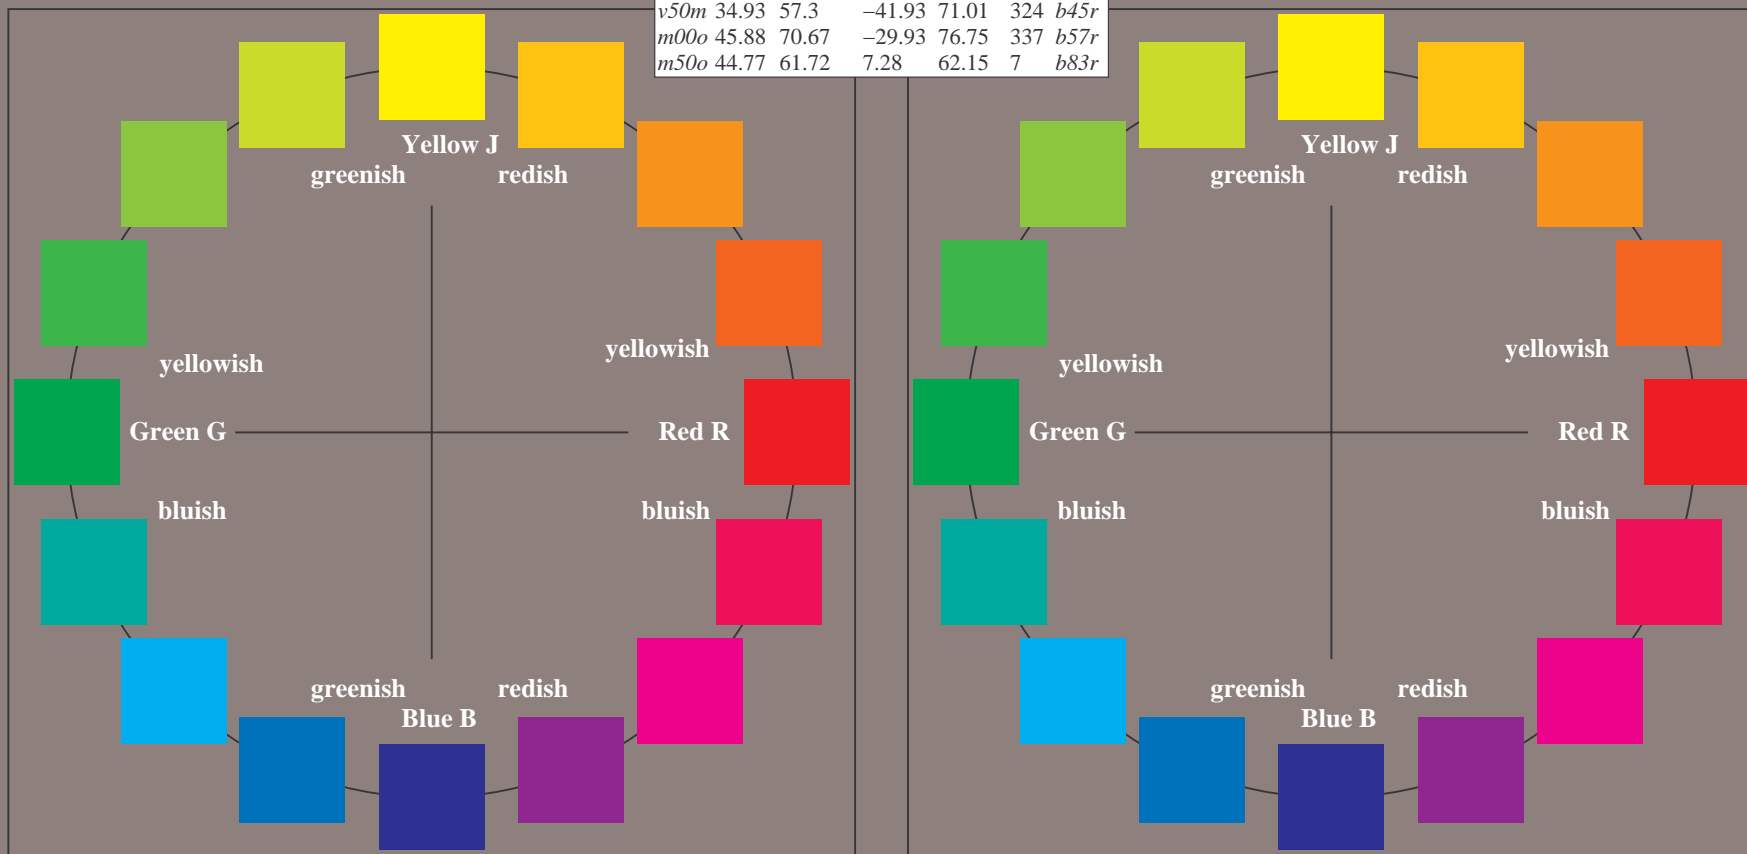 v50m 34.93 57.3 −41.93 71.01 324 b45r
m00o 45.88 70.67 −29.93 76.75 337 b57r
m50o 44.77 61.72 7.28 62.15 7 b83r
Yellow J
greenish redish
yellowish
yellowish
Green G
Red R
bluish
bluish
greenish redish
Blue B
Yellow J
greenish redish
yellowish
yellowish
Green G
Red R
bluish
bluish
greenish redish
Blue B